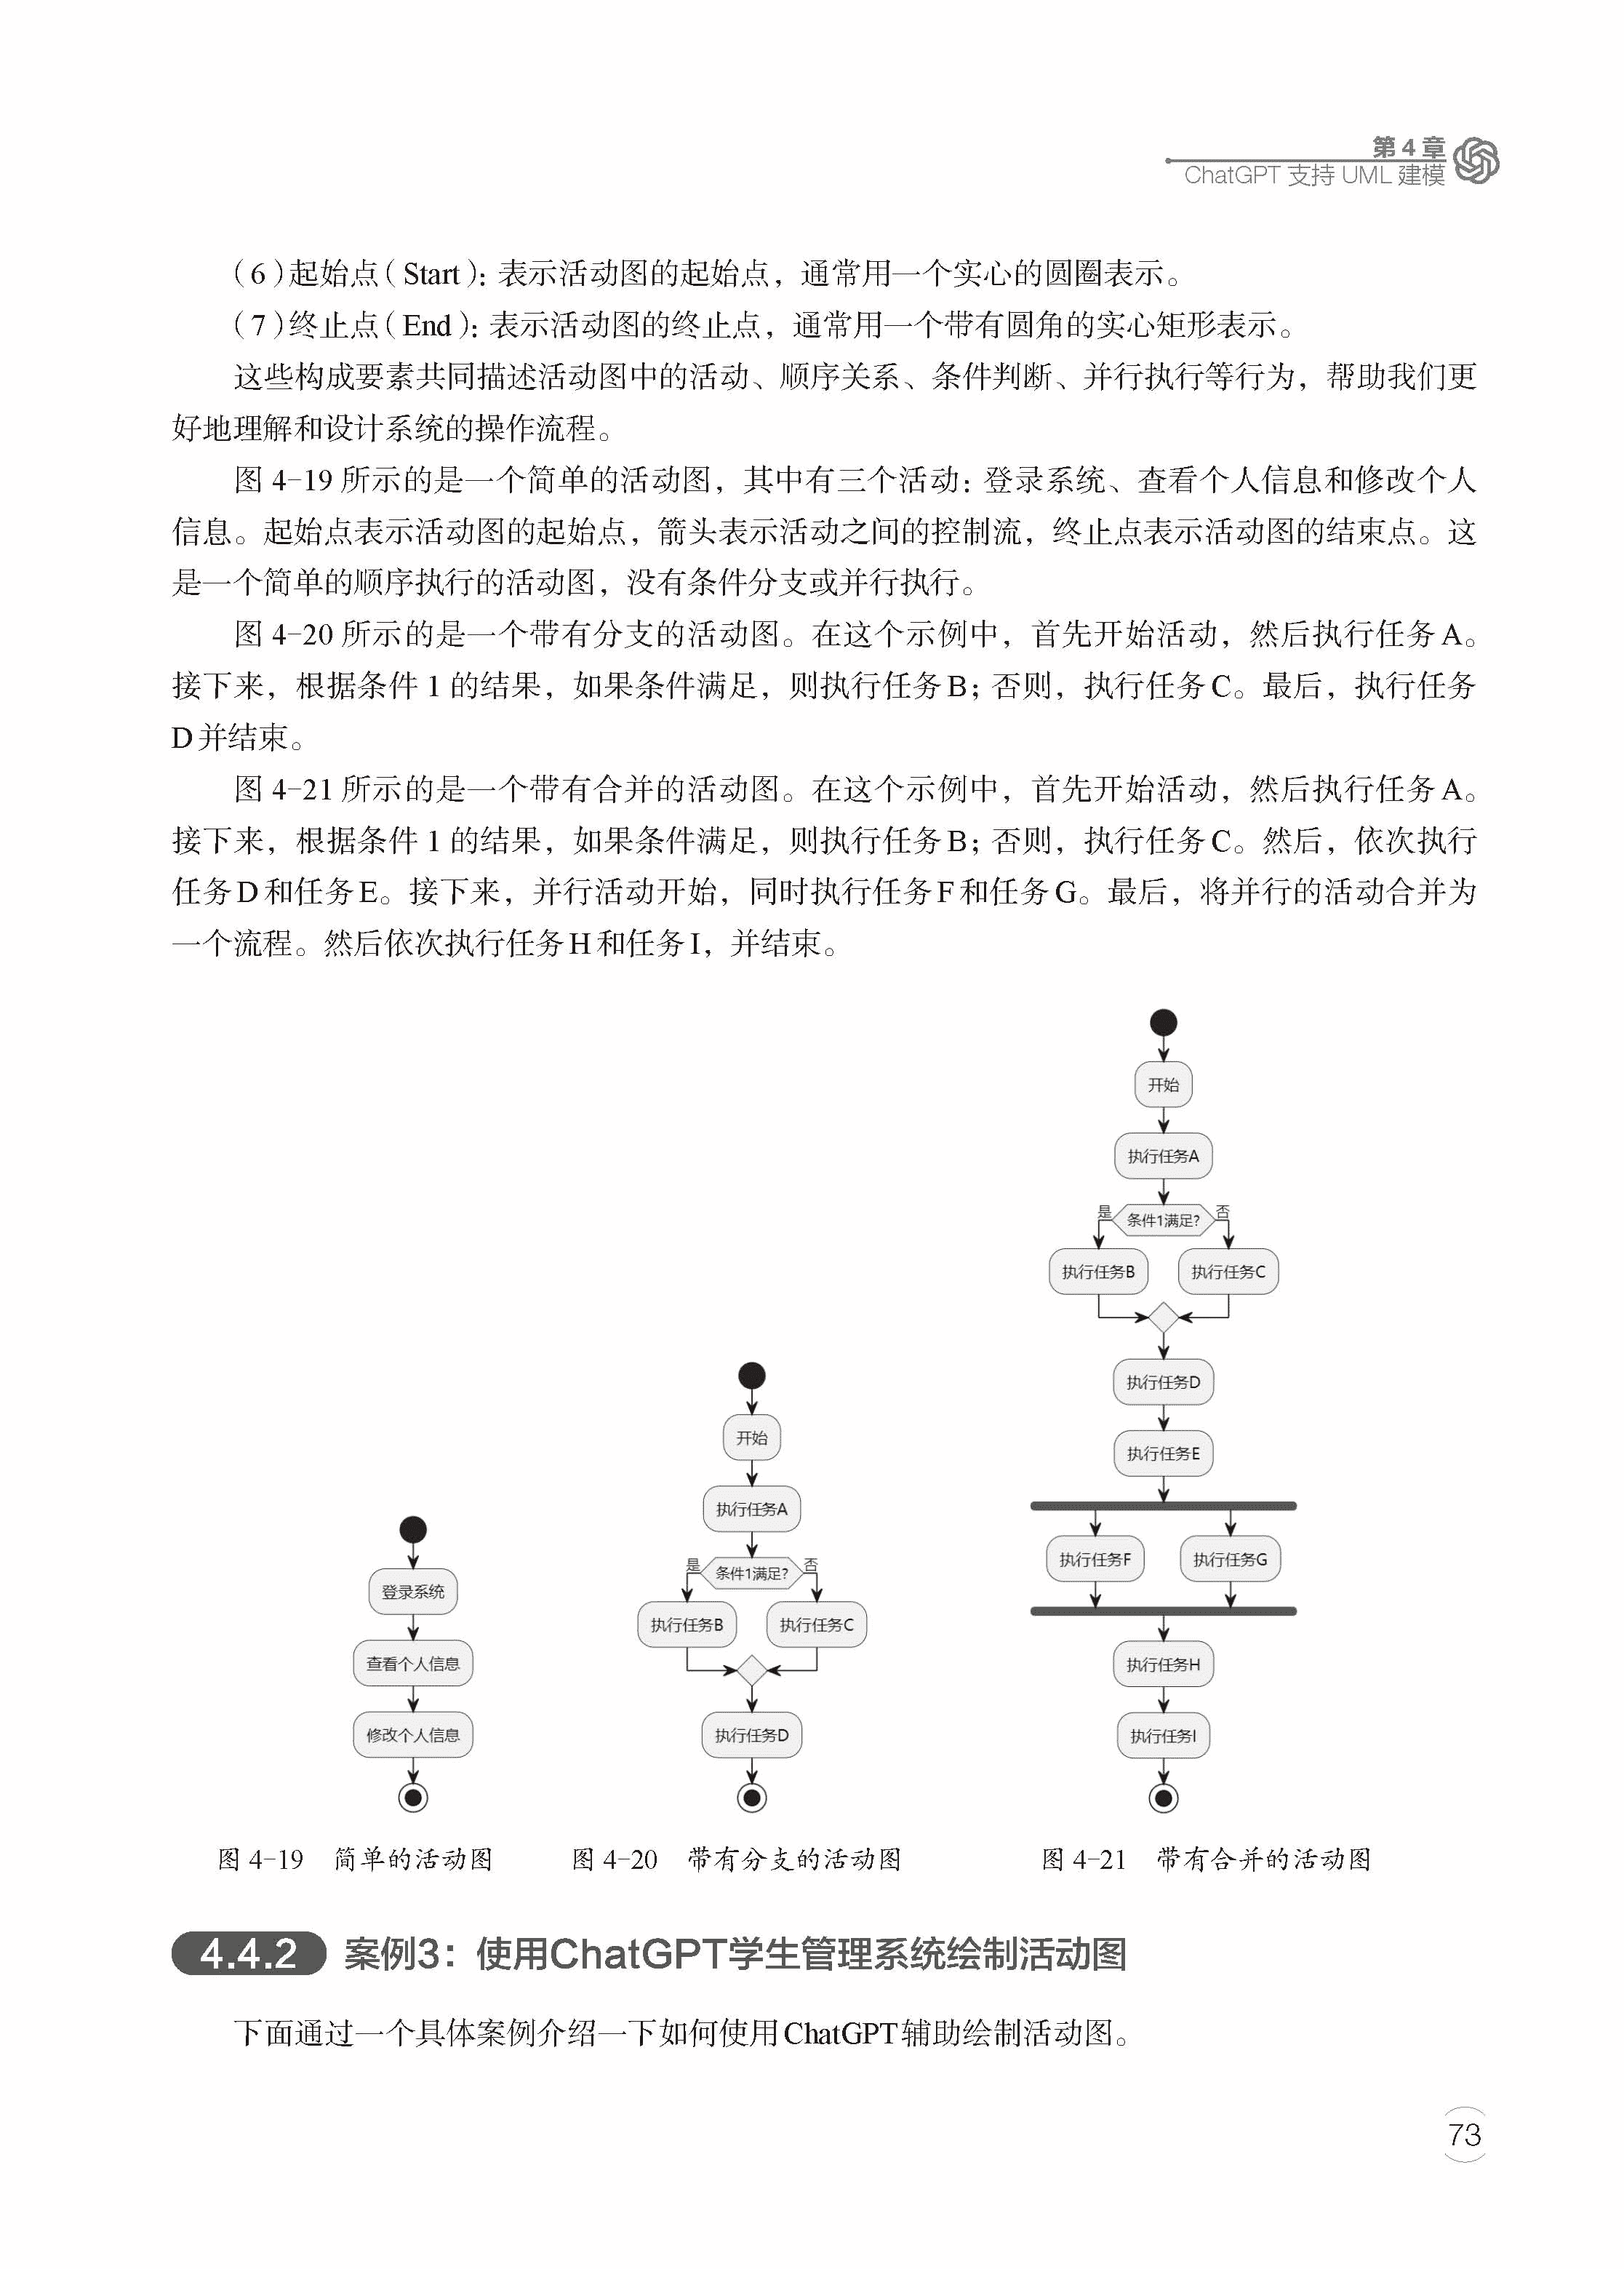 第4章
ChatGPT 支持 UML 建模
（6）起始点（Start）：表示活动图的起始点，通常用一个实心的圆圈表示。
（7）终止点（End）：表示活动图的终止点，通常用一个带有圆角的实心矩形表示。
这些构成要素共同描述活动图中的活动、顺序关系、条件判断、并行执行等行为，帮助我们更
好地理解和设计系统的操作流程。
图 4-19 所示的是一个简单的活动图，其中有三个活动：登录系统、查看个人信息和修改个人
信息。起始点表示活动图的起始点，箭头表示活动之间的控制流，终止点表示活动图的结束点。这
是一个简单的顺序执行的活动图，没有条件分支或并行执行。
图 4-20 所示的是一个带有分支的活动图。在这个示例中，首先开始活动，然后执行任务A。
接下来，根据条件 1 的结果，如果条件满足，则执行任务B；否则，执行任务C。最后，执行任务
D并结束。
图 4-21 所示的是一个带有合并的活动图。在这个示例中，首先开始活动，然后执行任务A。
接下来，根据条件 1 的结果，如果条件满足，则执行任务B；否则，执行任务C。然后，依次执行
任务D和任务E。接下来，并行活动开始，同时执行任务F和任务G。最后，将并行的活动合并为
一个流程。然后依次执行任务H和任务I，并结束。
登录系统
查看个人信息
修改个人信息
图 4-19 简单的活动图
开始
执行任务A
是 条件1满足? 否
执行任务B 执行任务C
执行任务D
图 4-20 带有分支的活动图
开始
执行任务A
是 条件1满足? 否
执行任务B 执行任务C
执行任务D
执行任务E
执行任务F 执行任务G
执行任务H
执行任务I
图 4-21 带有合并的活动图
4.4.2 案例3：使用ChatGPT学生管理系统绘制活动图
下面通过一个具体案例介绍一下如何使用ChatGPT辅助绘制活动图。
73